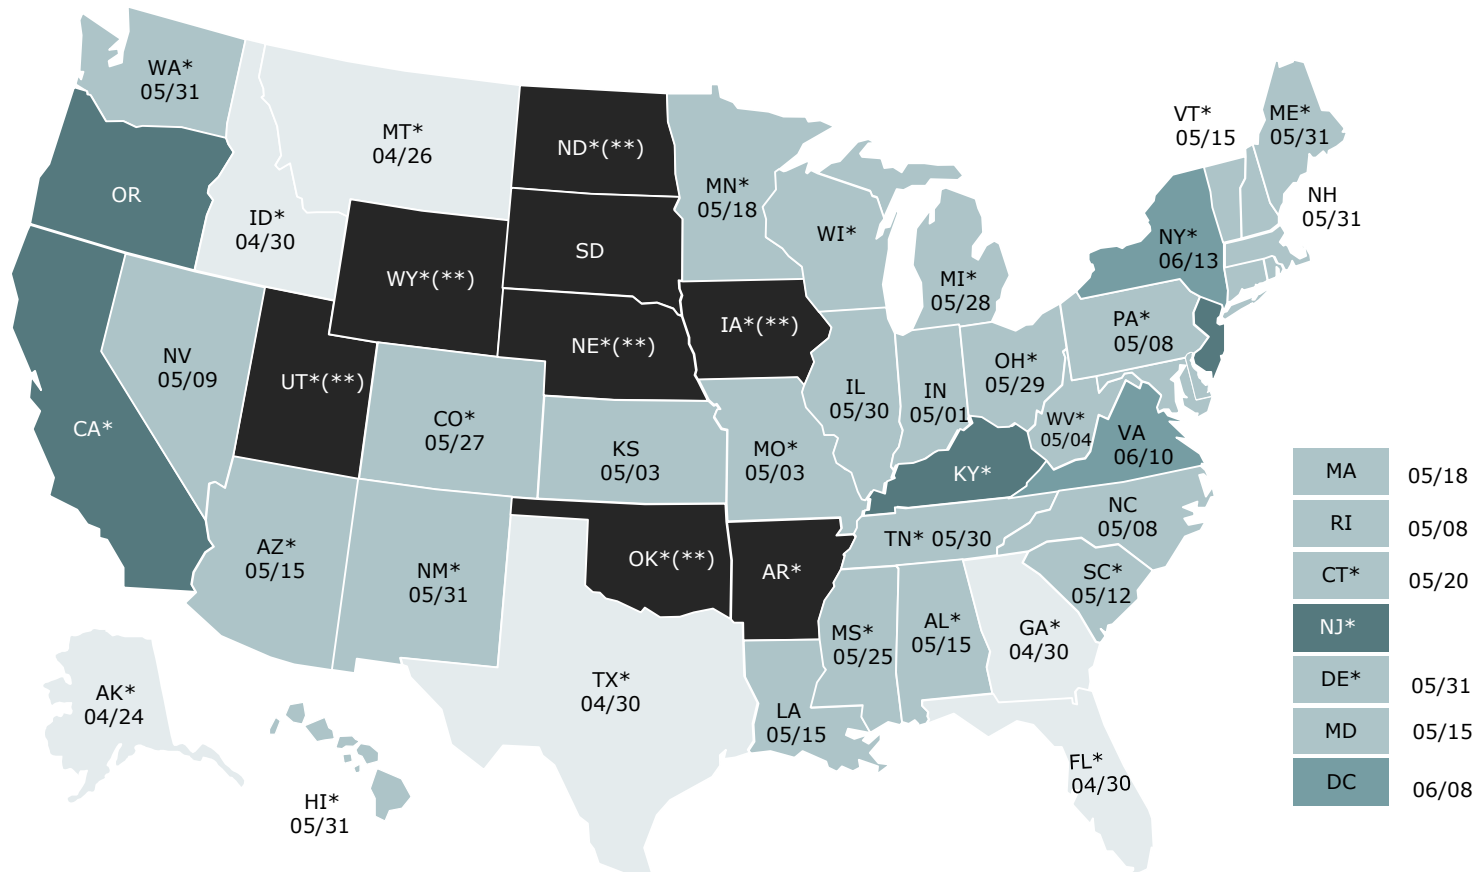 WA*
05/31
OR
CA*
MT*
04/26
ID*
04/30
NV
05/09
WY*(**)
UT*(**)
ND*(**)
SD
NE*(**)
CO*
05/27
KS
05/03
AZ*
05/15
NM*
05/31
OK*(**)
TX*
04/30
MN*
05/18
IA*(**)
MO*
05/03
AR*
LA
05/15
WI*
IL
05/30
MI*
05/28
IN
05/01
OH*
05/29
KY*
TN* 05/30
MS*
05/25
AL*
05/15
GA*
04/30
FL*
04/30
SC*
05/12
NC
05/08
VA
06/10
WV*
05/04
PA*
05/08
NY*
06/13
VT*
05/15
ME*
05/31
NH
05/31
AK*
04/24
HI*
05/31
MA 05/18
RI 05/08
CT* 05/20
NJ*
DE* 05/31
MD 05/15
DC 06/08